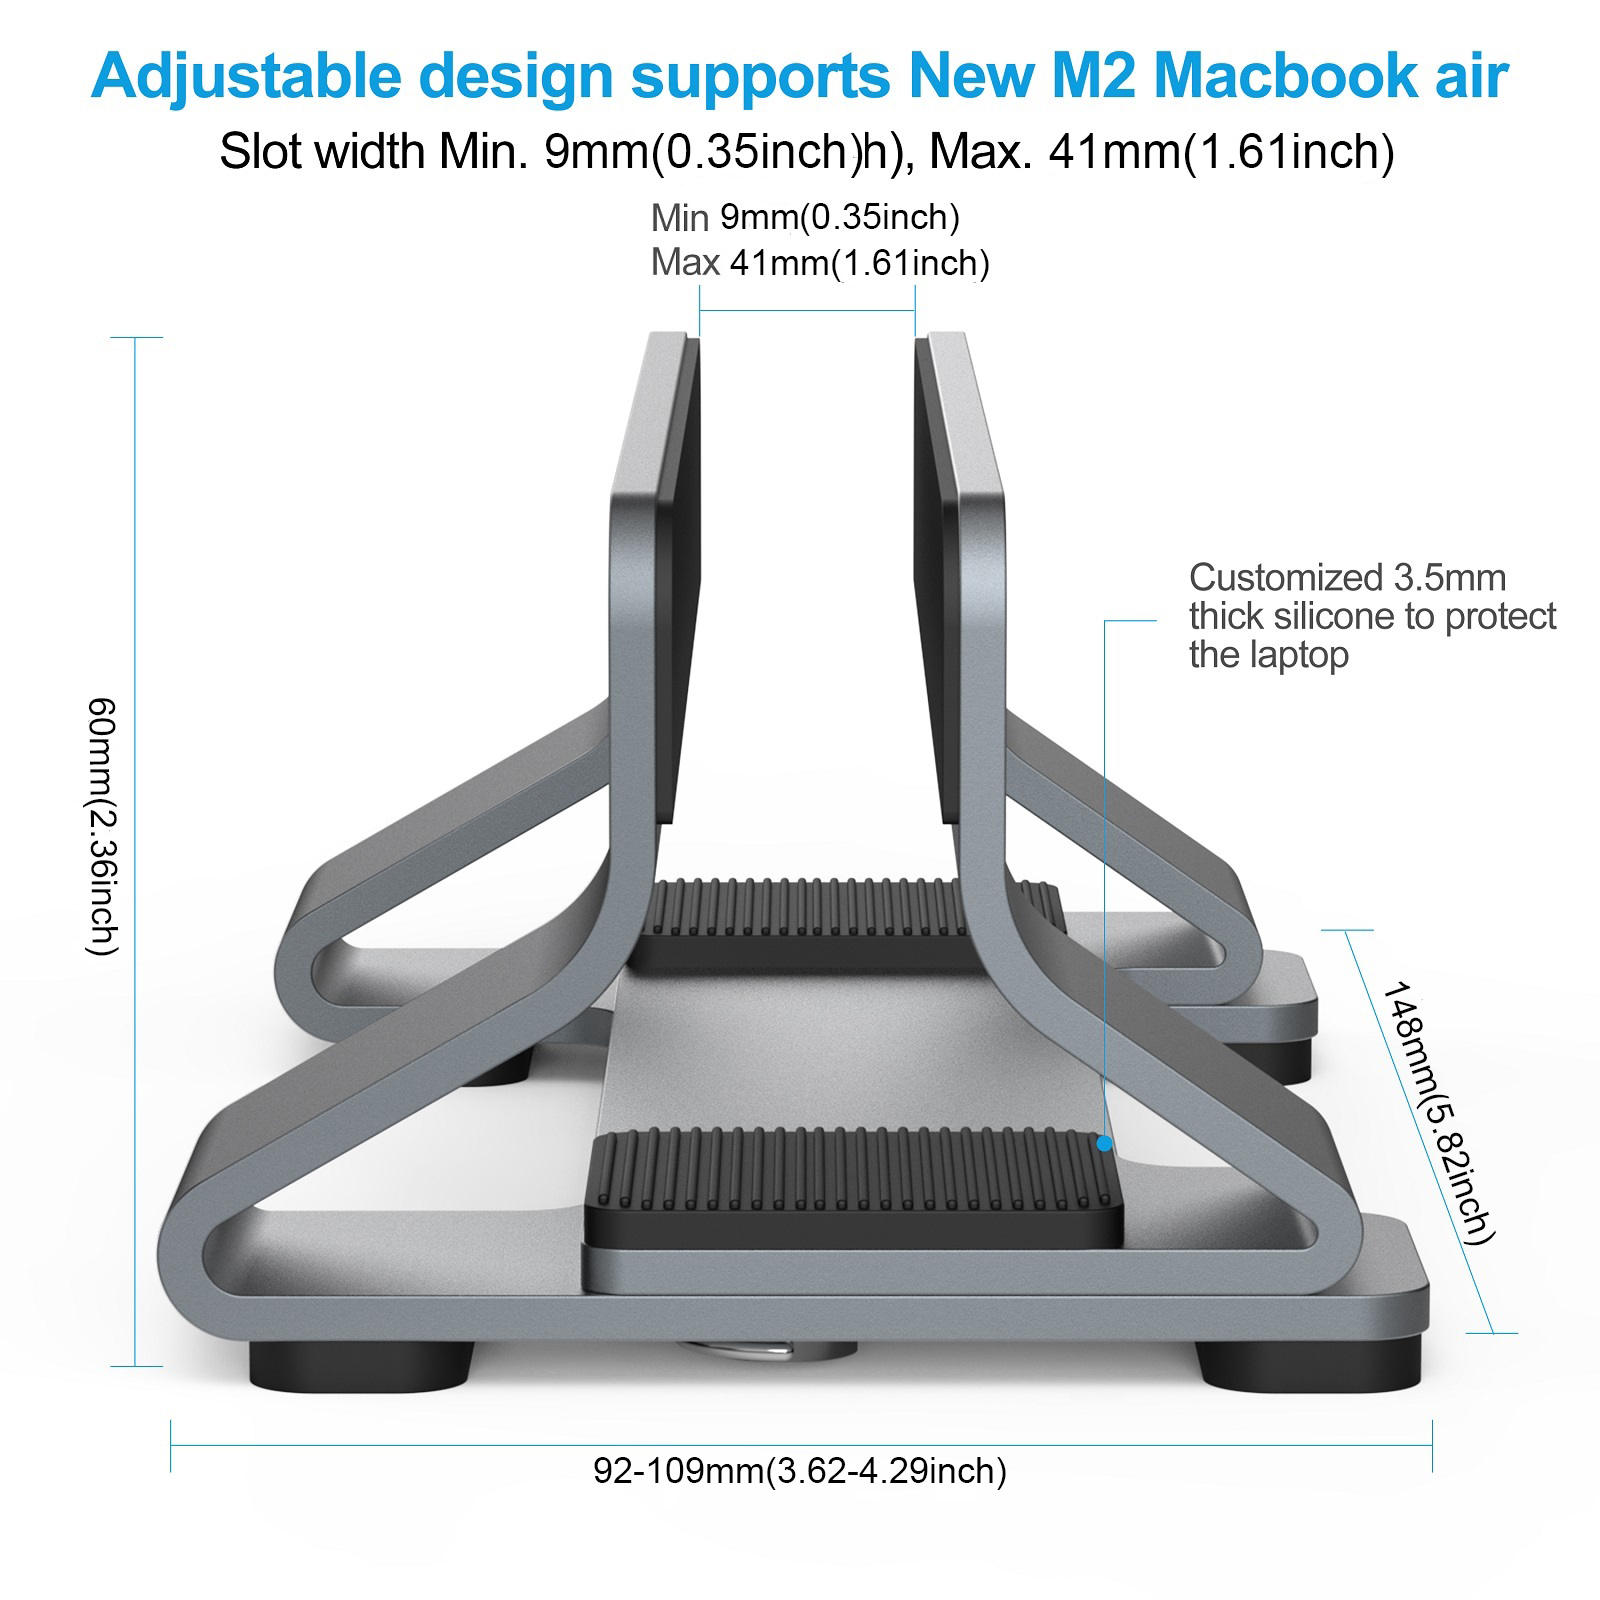 Adjustable design supports New M2 Macbook air
Slot width Min. 9mm(0.35inch)h), Max. 41mm(1.61inch)
Min 9mm(0.35inch)
Max 41mm(1.61inch)
Customized 3.5mm
thick silicone to protect
the laptop
60mm(2.36inch)
148mm(5.82inch)
92-109mm(3.62-4.29inch)